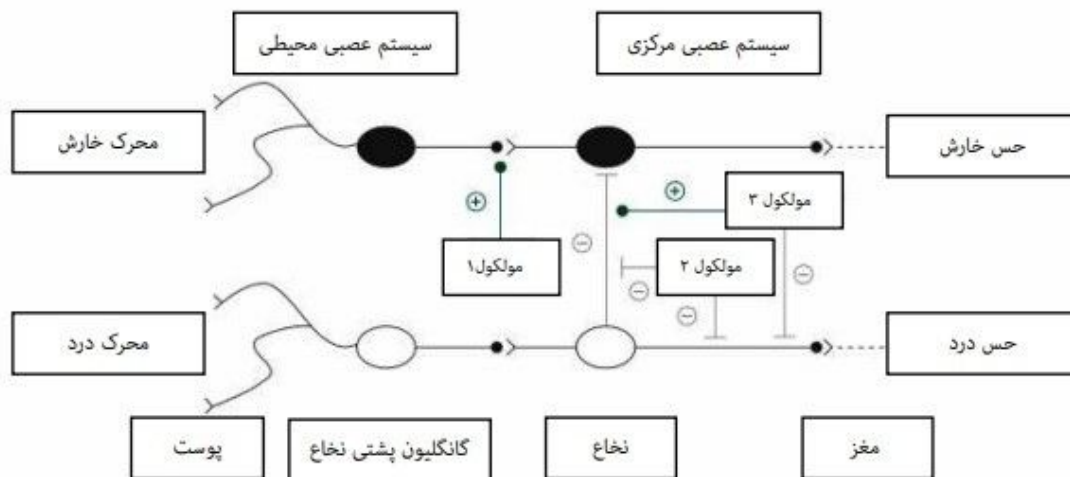 سیستم عصبی مرکزی
سیستم عصبی محیطی
محرک خارش
حس خارش
+
+
مولکول ۳
مولکول۱
−
مولکول ۲
−
−
−
محرک درد
حس درد
پوست
گانگلیون پشتی نخاع
نخاع
مغز